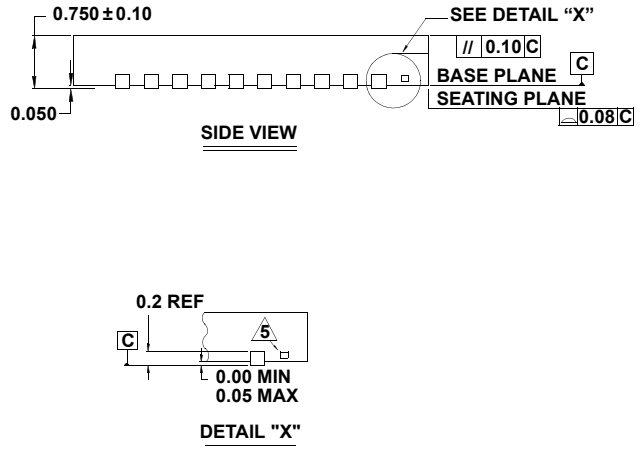 0.750 ± 0.10
SEE DETAIL “X”
// 0.10 C
BASE PLANE
C
SEATING PLANE
0.050
⌓ 0.08 C
SIDE VIEW
0.2 REF
5
C
0.00 MIN
0.05 MAX
DETAIL "X"